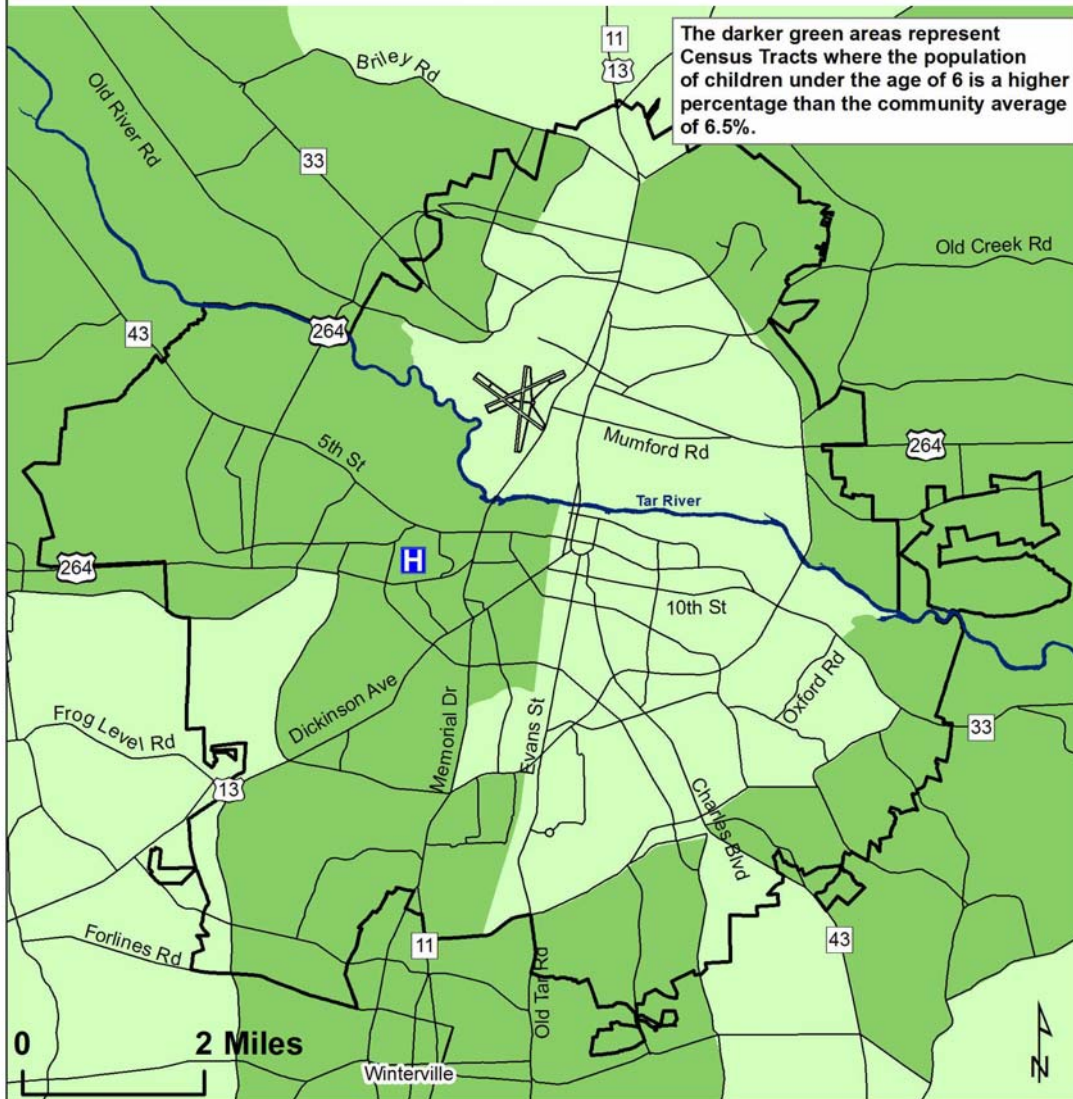 The darker green areas represent
Census Tracts where the population
of children under the age of 6 is a higher
percentage than the community average
of 6.5%.
11
13
Briley Rd
Old River Rd
33
Old Creek Rd
43
264
5th St
Mumford Rd
264
Tar River
H
264
10th St
Dickinson Ave
Oxford Rd
Frog Level Rd
Memorial Dr
Evans St
33
13
Charles Blvd
Forlines Rd
11
43
Old Tar Rd
0 2 Miles
Winterville
N